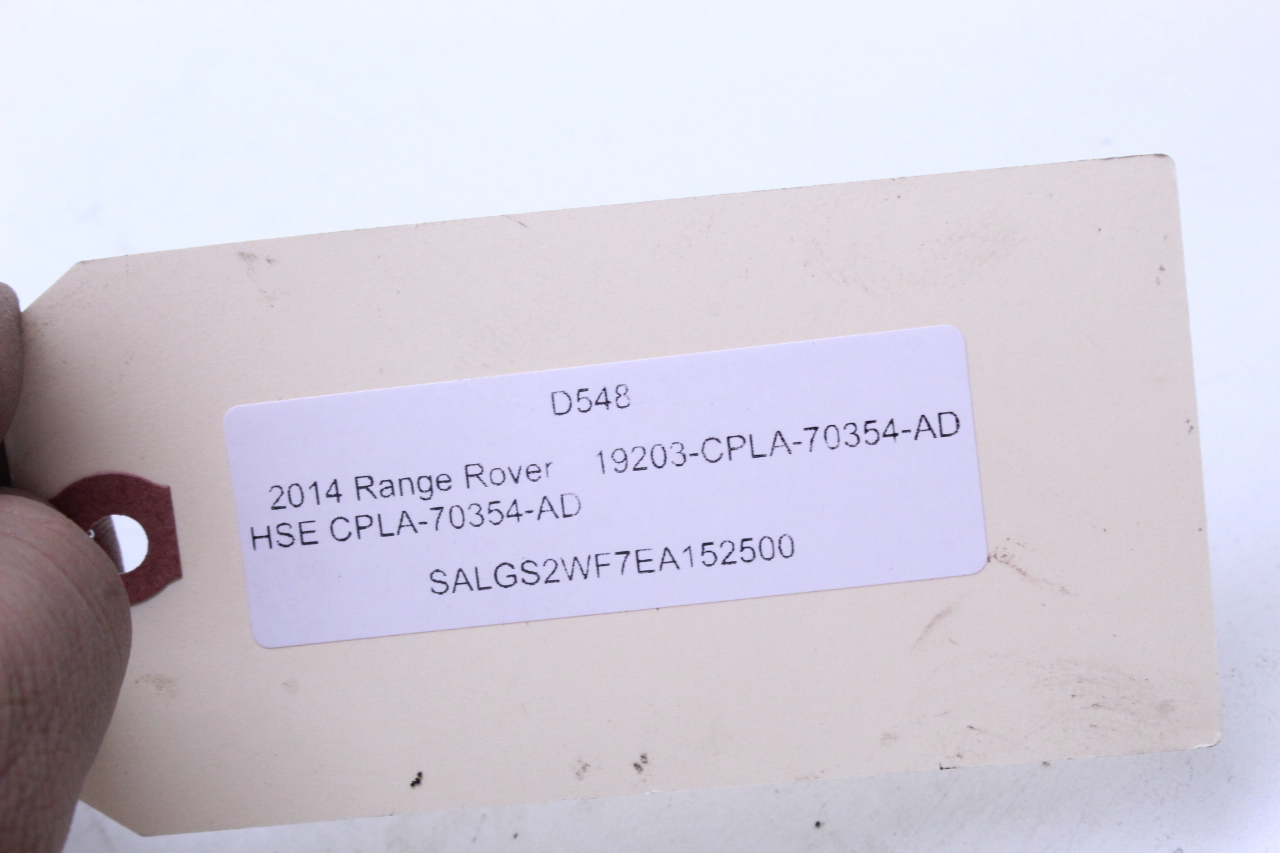 D548
2014 Range Rover 19203-CPLA-70354-AD
HSE CPLA-70354-AD
SALGS2WF7EA152500